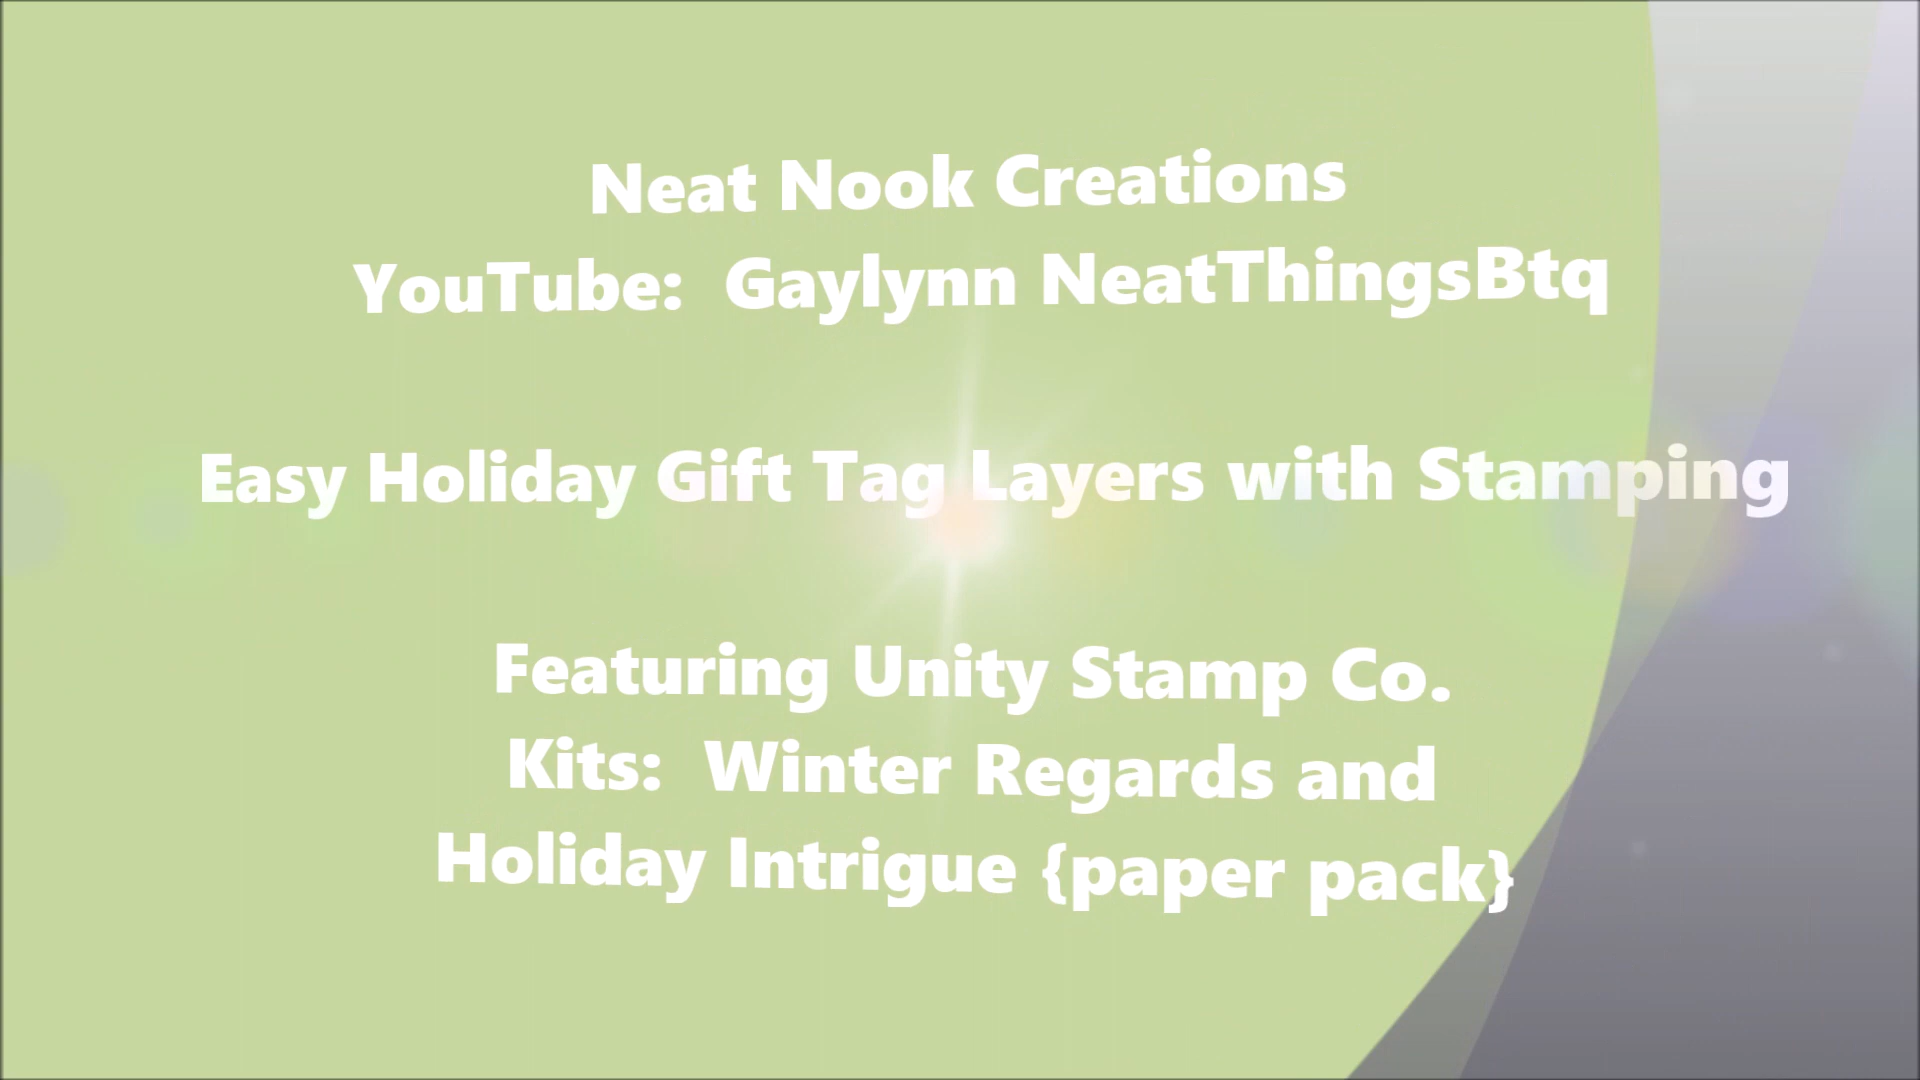 Neat Nook Creations
YouTube:  Gaylynn NeatThingsBtq
Easy Holiday Gift Tag Layers with Stamping
Featuring Unity Stamp Co.
Kits:  Winter Regards and
Holiday Intrigue {paper pack}